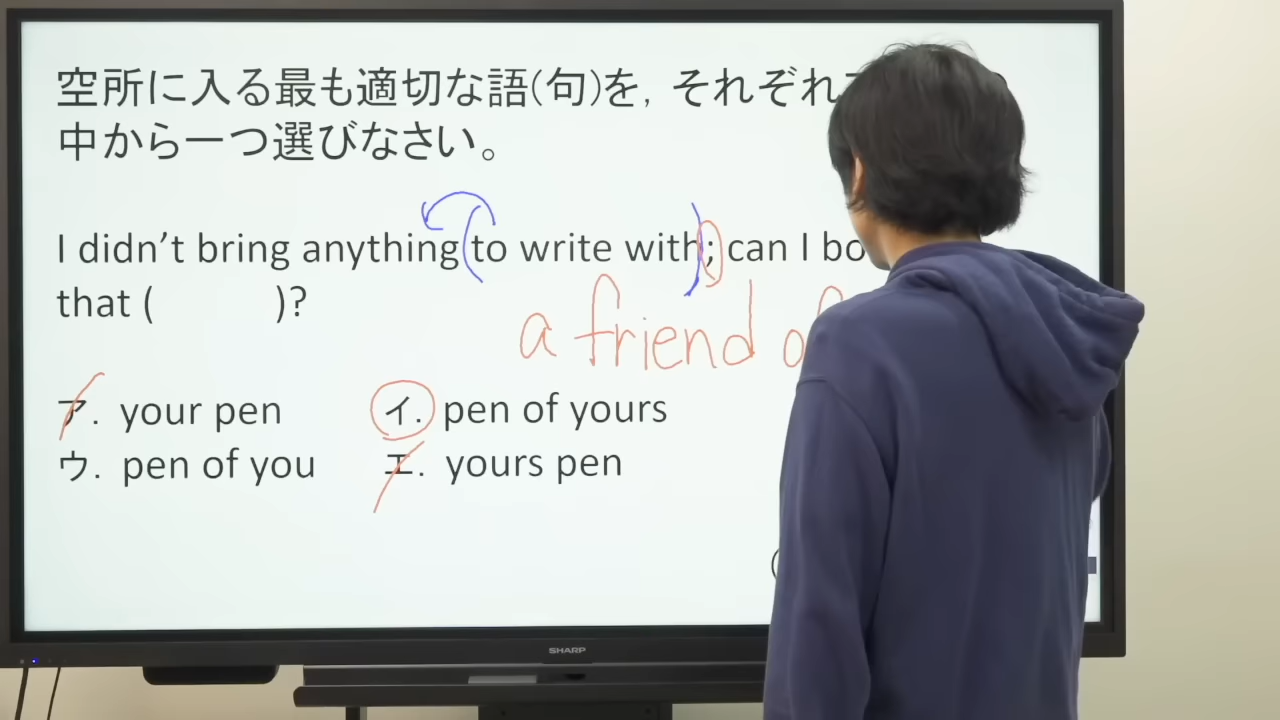 空所に入る最も適切な語(句)を, それぞれ
中から一つ選びなさい。
I didn't bring anything to write with; can I
that ( )?
a friend
ア. your pen イ. pen of yours
ウ. pen of you エ. yours pen
SHARP